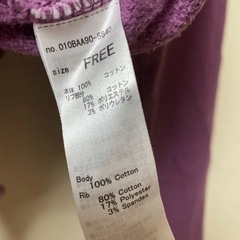 no. 010BAA90-5940
size
FREE
本体 100% コットン
リブ部分 80% コットン
17% ポリエステル
3% ポリウレタン
Body
100% Cotton
Rib
80% Cotton
17% Polyester
3% Spandex